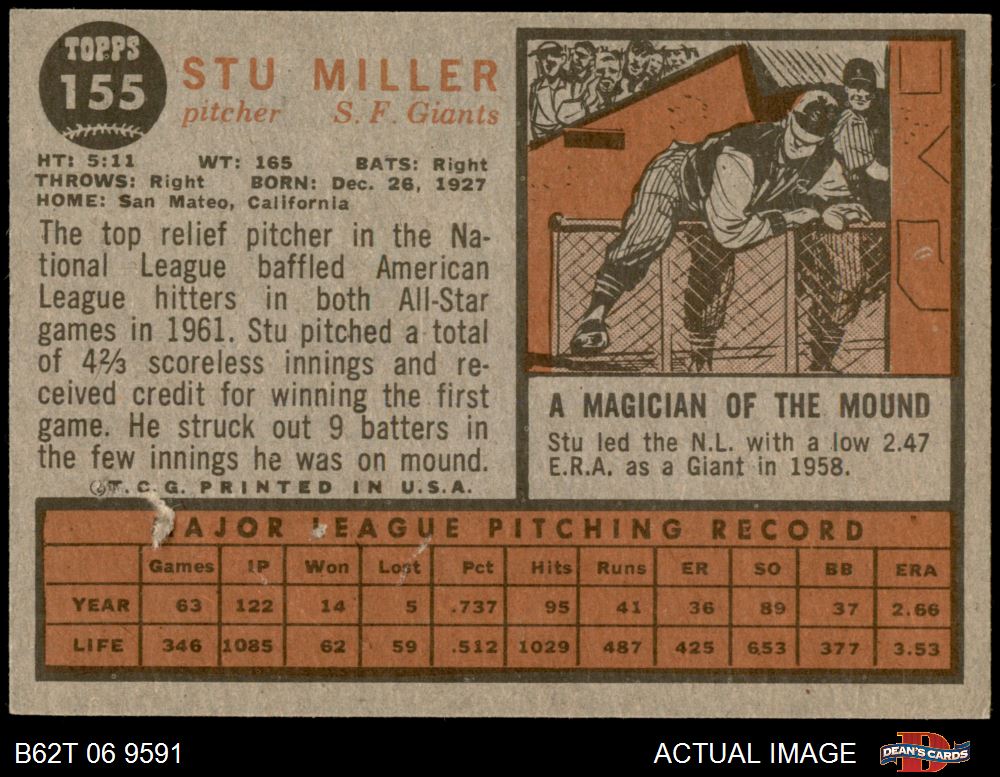 TOPPS
155
STU MILLER
pitcher S. F. Giants
HT: 5:11 WT: 165 BATS: Right
THROWS: Right BORN: Dec. 26, 1927
HOME: San Mateo, California
The top relief pitcher in the Na-
tional League baffled American
League hitters in both All-Star
games in 1961. Stu pitched a total
of 4⅔ scoreless innings and re-
ceived credit for winning the first
game. He struck out 9 batters in
the few innings he was on mound.
©T.C.G. PRINTED IN U.S.A.
A MAGICIAN OF THE MOUND
Stu led the N.L. with a low 2.47
E.R.A. as a Giant in 1958.
MAJOR LEAGUE PITCHING RECORD
Games IP Won Lost Pct Hits Runs ER SO BB ERA
YEAR 63 122 14 5 .737 95 41 36 89 37 2.66
LIFE 346 1085 62 59 .512 1029 487 425 653 377 3.53
B62T 06 9591 ACTUAL IMAGE DEAN'S CARDS